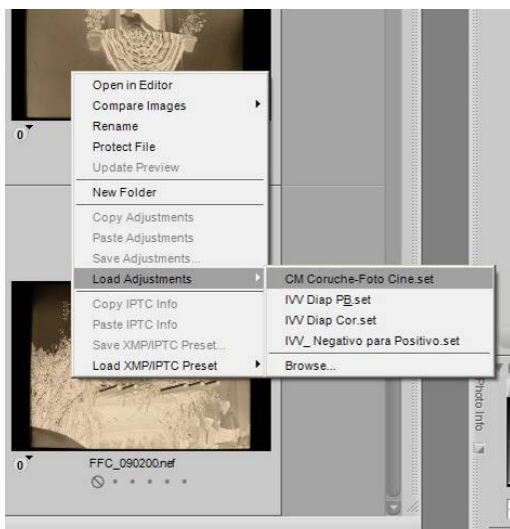 Open in Editor
Compare Images
Rename
Protect File
Update Preview
New Folder
Copy Adjustments
Paste Adjustments
Save Adjustments...
Load Adjustments
Copy IPTC Info
Paste IPTC Info
Save XMP/IPTC Preset...
Load XMP/IPTC Preset
CM Coruche-Foto Cine.set
IVV Diap PB.set
IVV Diap Cor.set
IVV_ Negativo para Positivo.set
Browse...
0
0
FFC_090200.nef
Photo Info